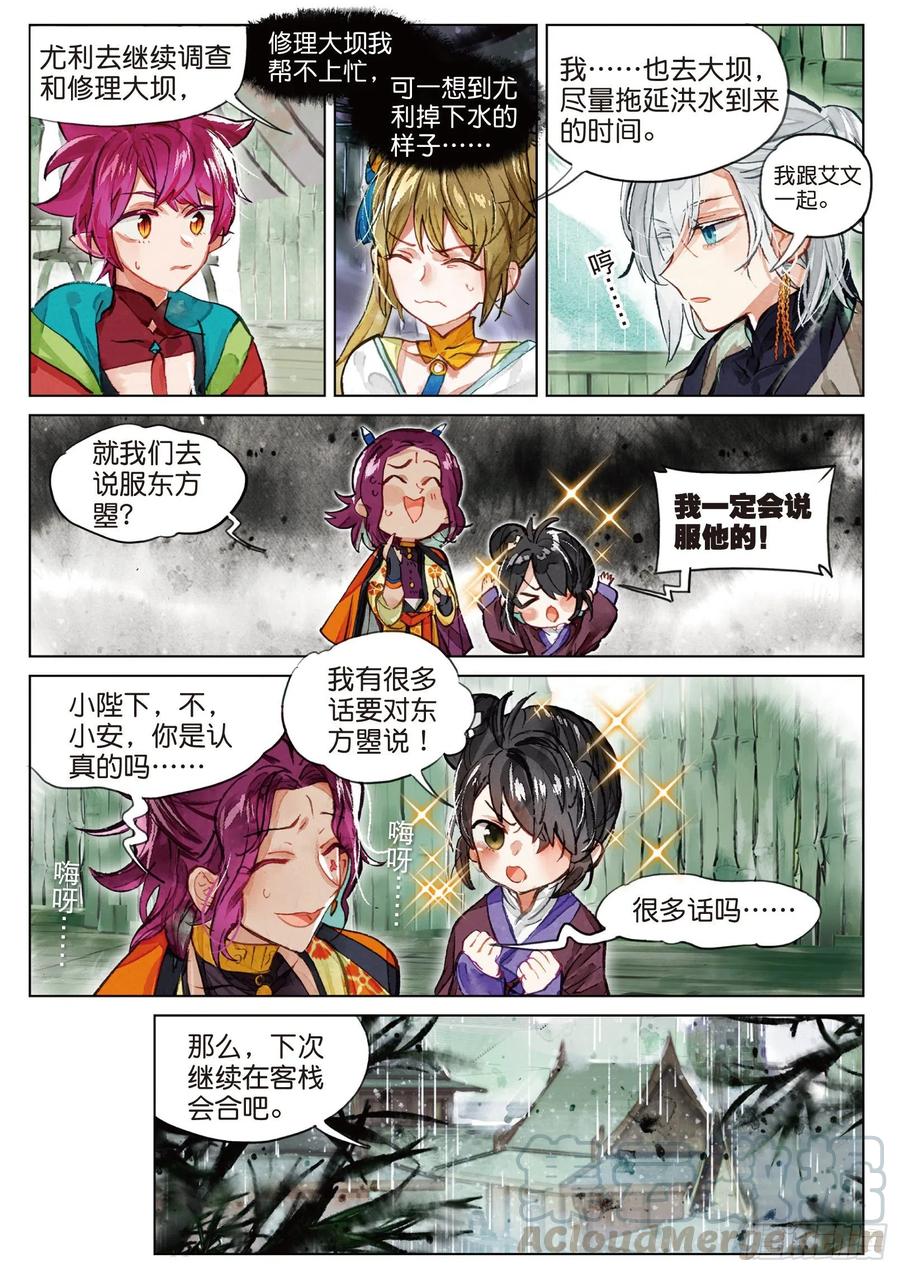 尤利去继续调查
和修理大坝，
修理大坝我
帮不上忙，
可一想到尤
利掉下水的
样子……
我……也去大坝，
尽量拖延洪水到来
的时间。
我跟艾文
一起。
哼……
就我们去
说服东方
曌？
我一定会说
服他的！
小陛下，不，
小安，你是认
真的吗……
我有很多
话要对东
方曌说！
嗨呀……
嗨呀……
很多话吗……
那么，下次
继续在客栈
会合吧。
AcloudMerge.com